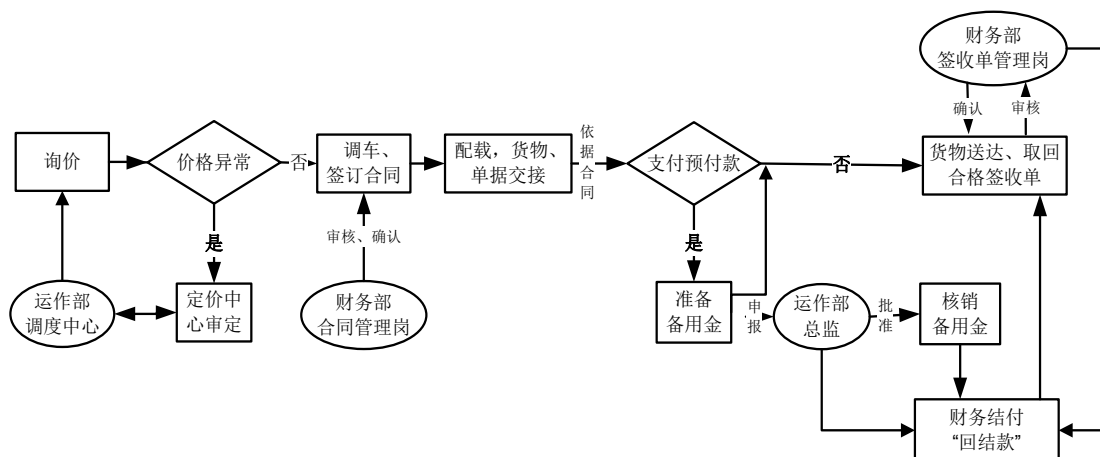 财务部
签收单管理岗
确认
审核
询价
价格异常
否
调车、
签订合同
配载，货物、
单据交接
依据合同
支付预付款
否
货物送达、取回
合格签收单
是
审核、确认
是
运作部
调度中心
定价中
心审定
财务部
合同管理岗
准备
备用金
申报
运作部
总监
批准
核销
备用金
财务结付
“回结款”